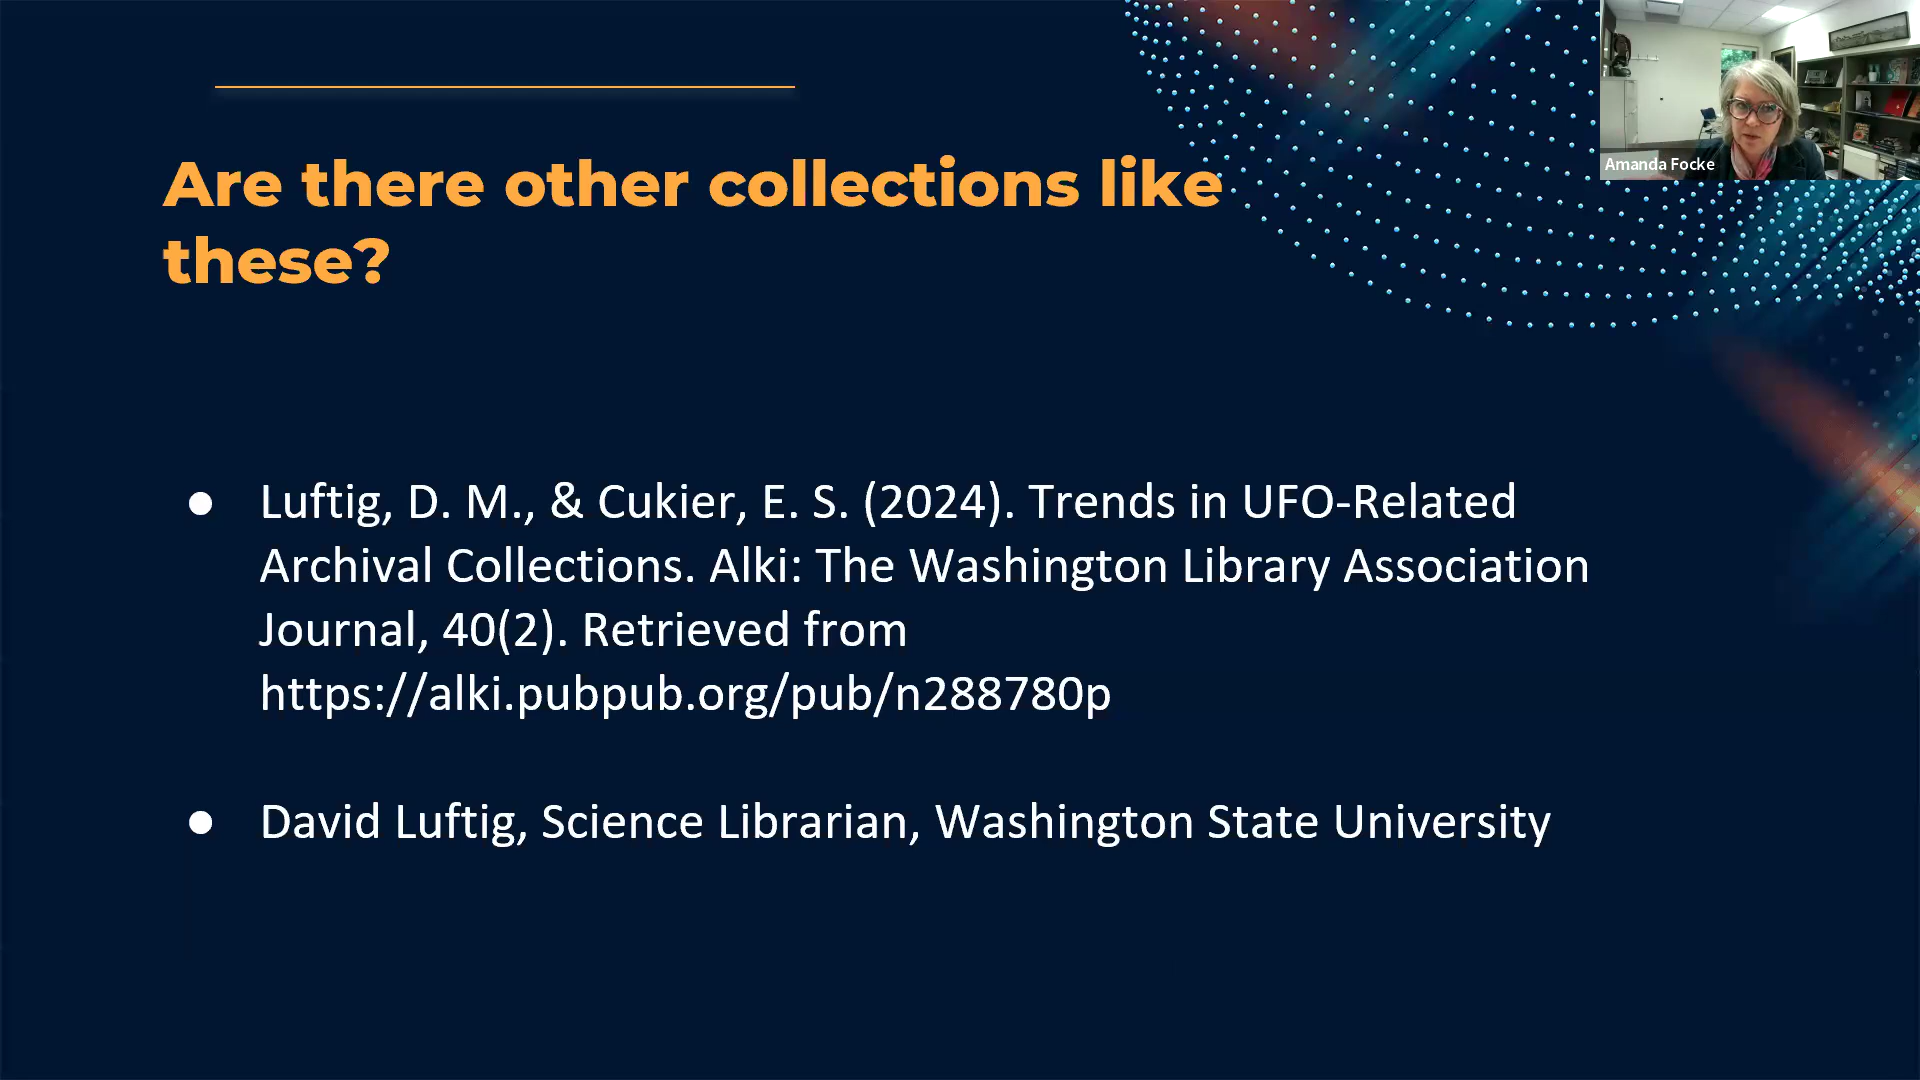 Amanda Focke
Are there other collections like
these?
● Luftig, D. M., & Cukier, E. S. (2024). Trends in UFO-Related
Archival Collections. Alki: The Washington Library Association
Journal, 40(2). Retrieved from
https://alki.pubpub.org/pub/n288780p
● David Luftig, Science Librarian, Washington State University